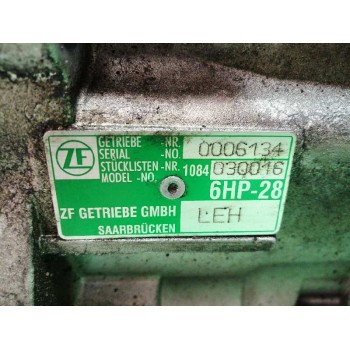 ZF
GETRIEBE -NR.
SERIAL -NO. 0006134
STÜCKLISTEN -NR.
MODEL -NO. 1084 030016
6HP-28
ZF GETRIEBE GMBH LEH
SAARBRÜCKEN